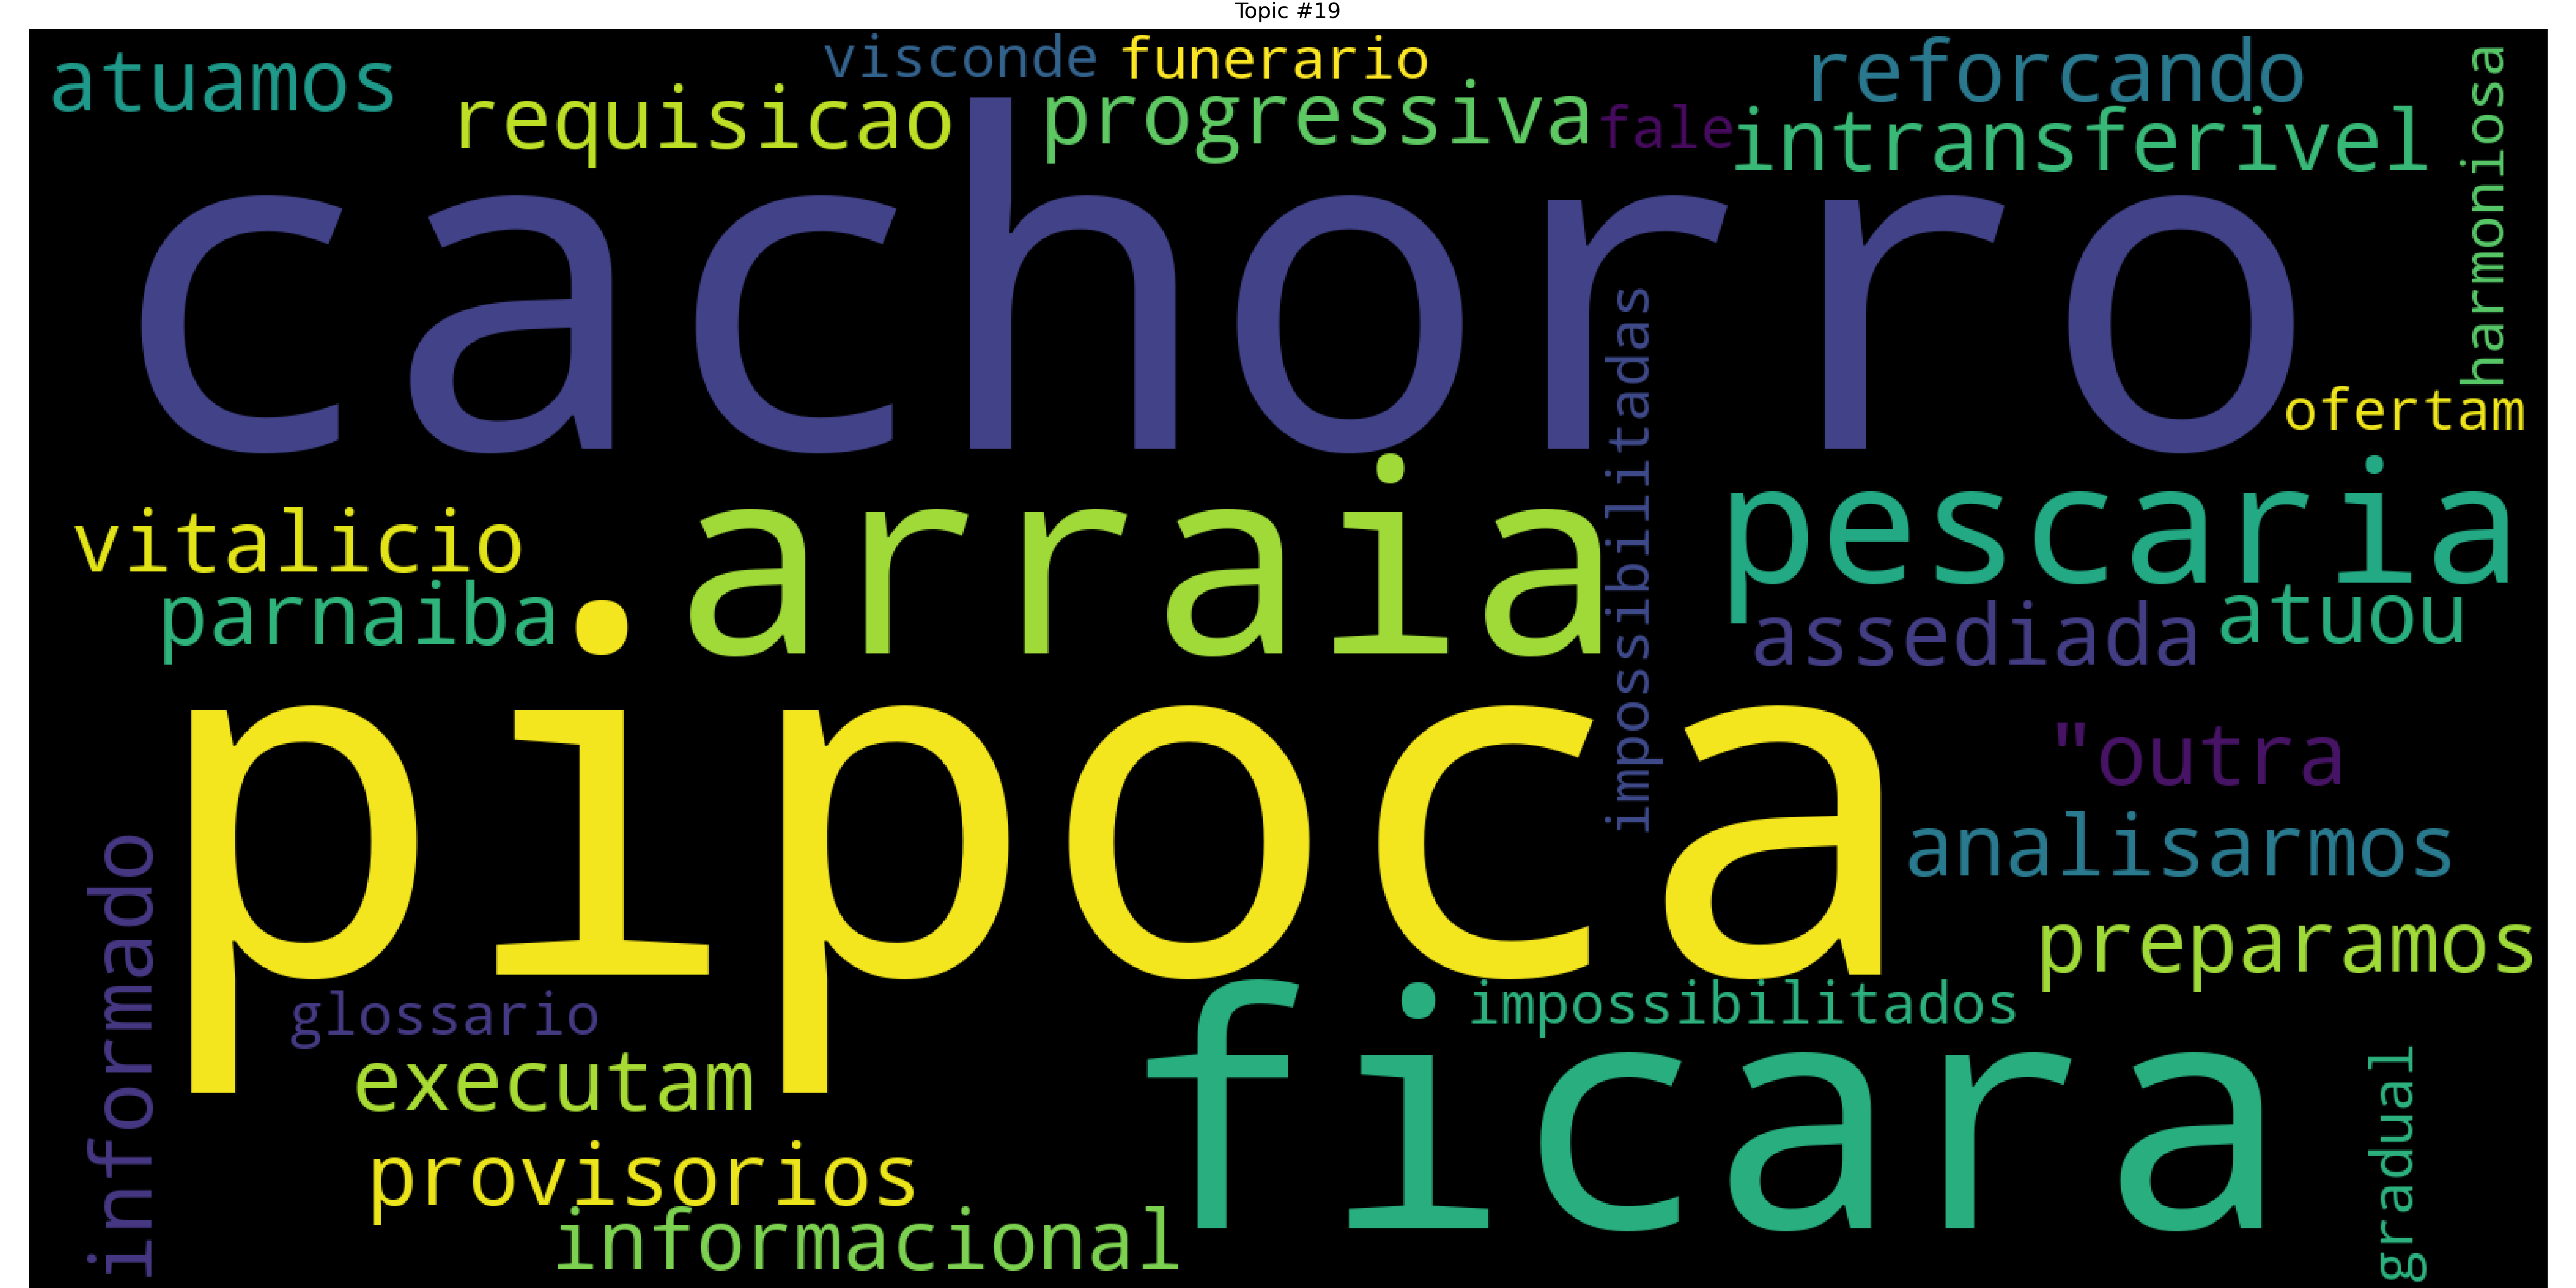 Topic #19
visconde funerario
atuamos
reforcando
requisicao
progressiva
fale
intransferivel
harmoniosa
cachorro
ofertam
impossibilitadas
vitalicio
arraia
pescaria
parnaiba
assediada
atuou
pipoca
"outra
analisarmos
informado
preparamos
glossario
impossibilitados
executam
ficara
gradual
provisorios
informacional